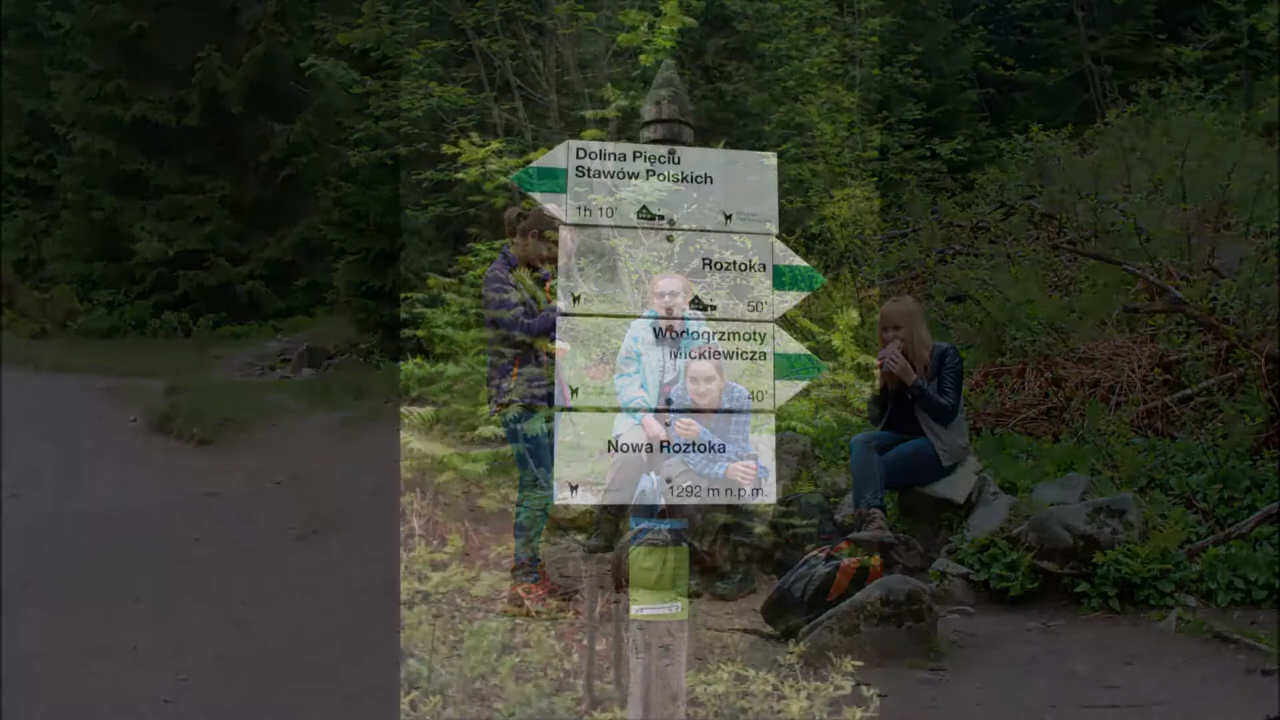 Dolina Pięciu
Stawów Polskich
1h 10'
Roztoka
50'
Wodogrzmoty
Mickiewicza
40'
Nowa Roztoka
1292 m n.p.m.